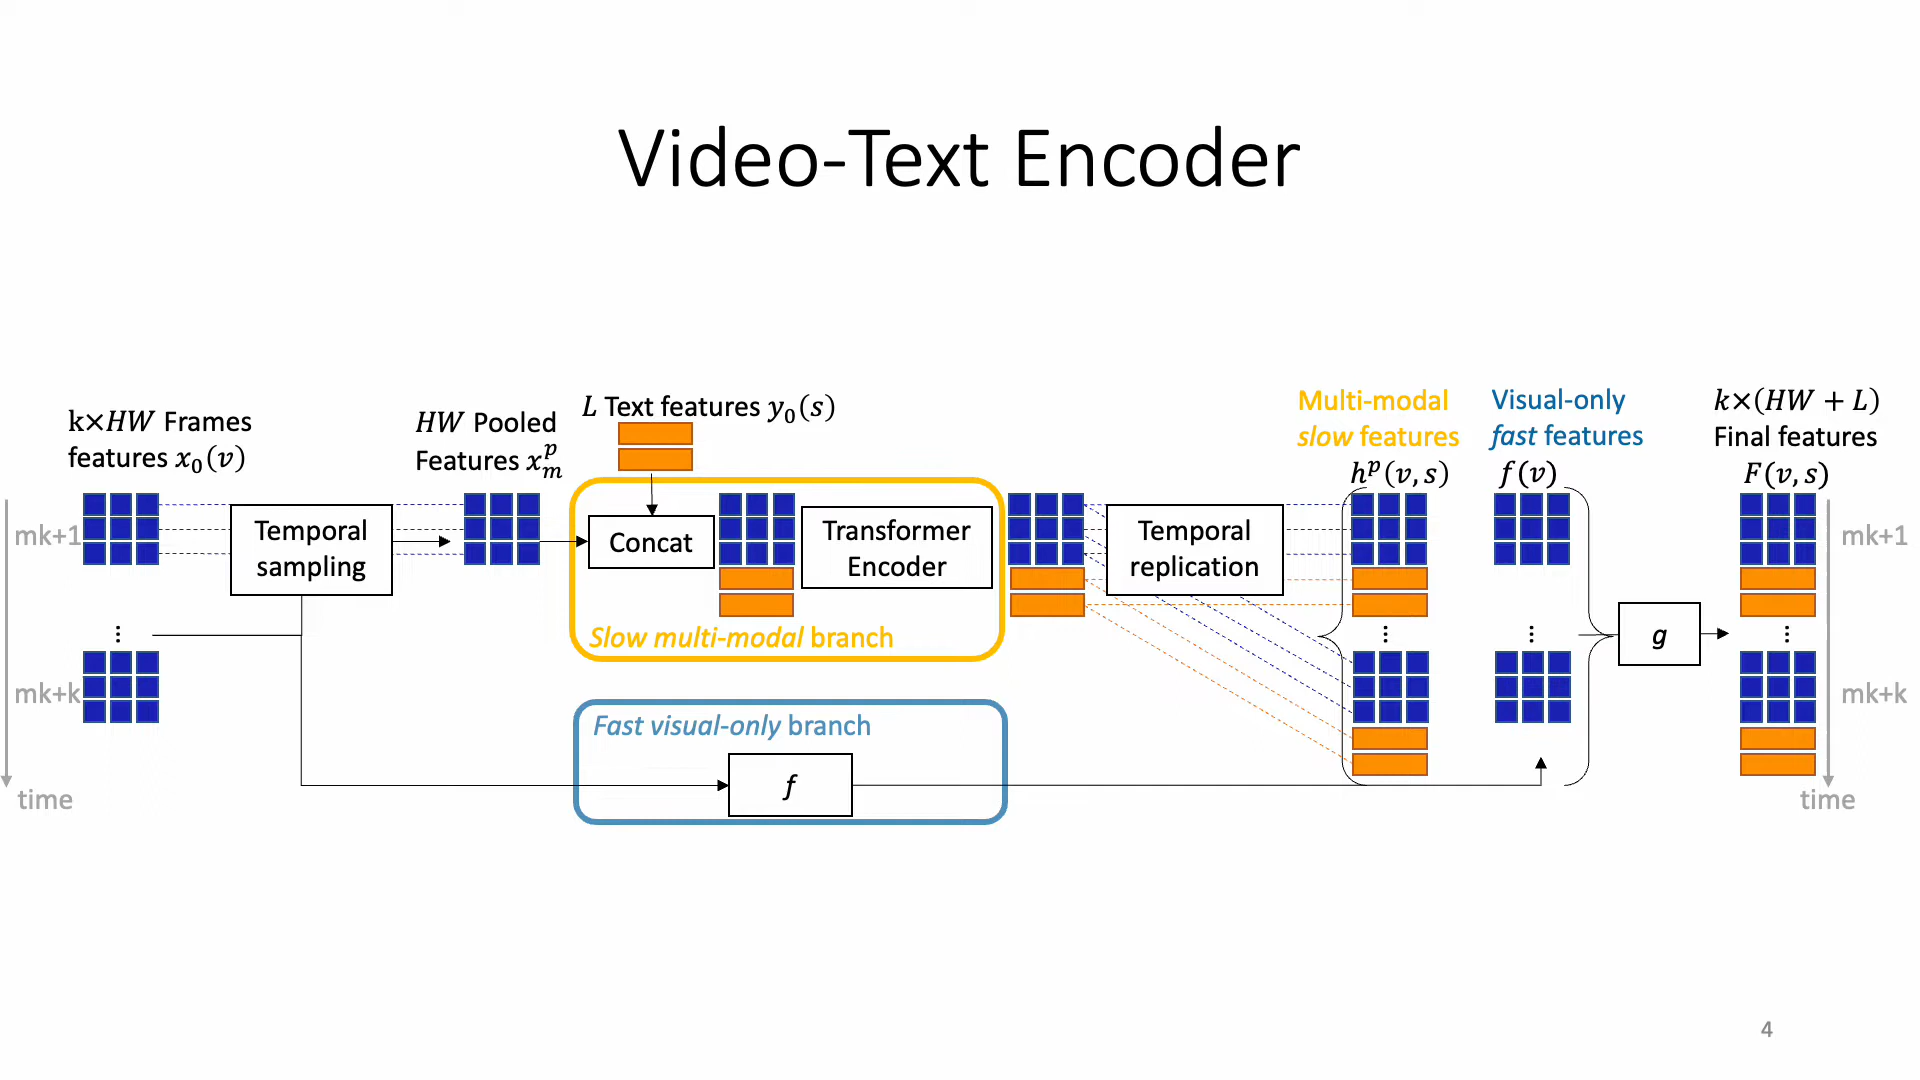 Video-Text Encoder
k×HW Frames
features x₀(v)
HW Pooled
Features xₘᵖ
L Text features y₀(s)
Multi-modal
slow features
hᵖ(v, s)
Visual-only
fast features
f(v)
k×(HW + L)
Final features
F(v, s)
mk+1
Temporal
sampling
Concat
Transformer
Encoder
Temporal
replication
mk+1
⋮
Slow multi-modal branch
⋮
⋮
g
⋮
mk+k
mk+k
Fast visual-only branch
f
time
time
4